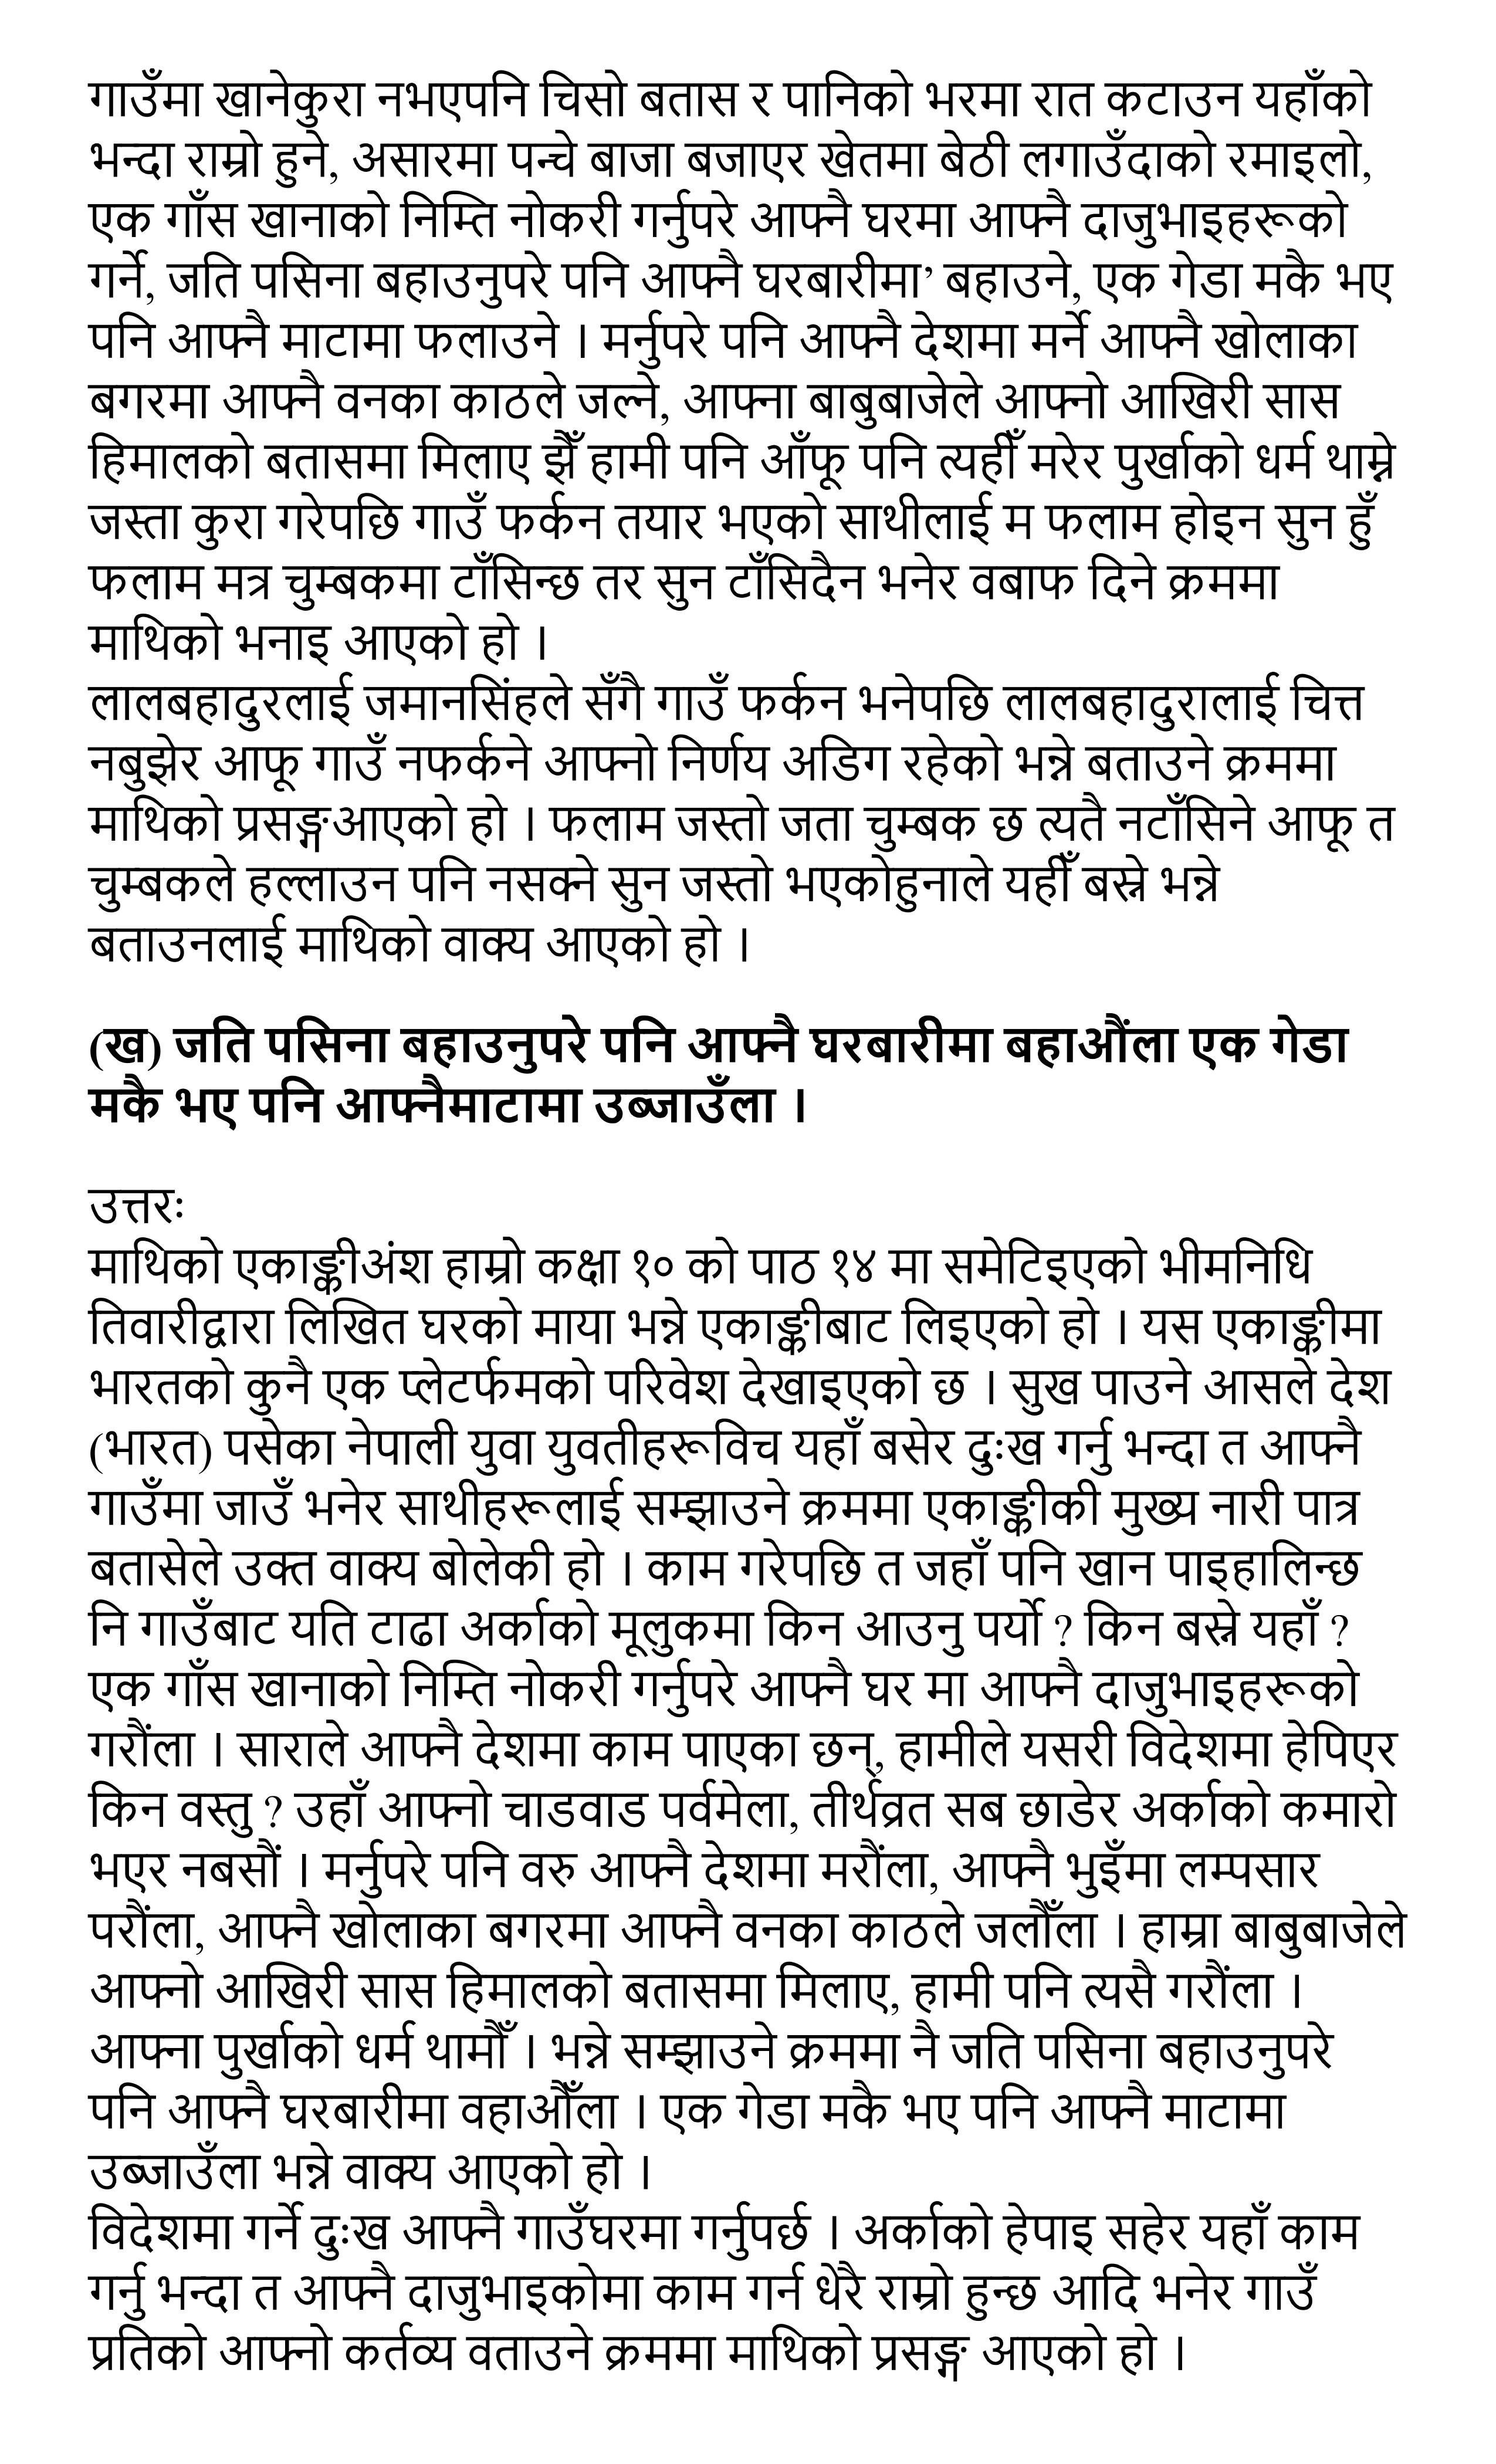 गाउँमा खानेकुरा नभएपनि चिसो बतास र पानिको भरमा रात कटाउन यहाँको
भन्दा राम्रो हुने, असारमा पन्चे बाजा बजाएर खेतमा बेठी लगाउँदाको रमाइलो,
एक गाँस खानाको निम्ति नोकरी गर्नुपरे आफ्नै घरमा आफ्नै दाजुभाइहरूको
गर्ने, जति पसिना बहाउनुपरे पनि आफ्नै घरबारीमा’ बहाउने, एक गेडा मकै भए
पनि आफ्नै माटामा फलाउने । मर्नुपरे पनि आफ्नै देशमा मर्ने आफ्नै खोलाका
बगरमा आफ्नै वनका काठले जल्ने, आफ्ना बाबुबाजेले आफ्नो आखिरी सास
हिमालको बतासमा मिलाए झैँ हामी पनि आँफू पनि त्यहीँ मरेर पुर्खाको धर्म थाम्ने
जस्ता कुरा गरेपछि गाउँ फर्कन तयार भएको साथीलाई म फलाम होइन सुन हुँ
फलाम मत्र चुम्बकमा टाँसिन्छ तर सुन टाँसिदैन भनेर वबाफ दिने क्रममा
माथिको भनाइ आएको हो ।
लालबहादुरलाई जमानसिंहले सँगै गाउँ फर्कन भनेपछि लालबहादुरालाई चित्त
नबुझेर आफू गाउँ नफर्कने आफ्नो निर्णय अडिग रहेको भन्ने बताउने क्रममा
माथिको प्रसङ्गआएको हो । फलाम जस्तो जता चुम्बक छ त्यतै नटाँसिने आफू त
चुम्बकले हल्लाउन पनि नसक्ने सुन जस्तो भएकोहुनाले यहीँ बस्ने भन्ने
बताउनलाई माथिको वाक्य आएको हो ।
(ख) जति पसिना बहाउनुपरे पनि आफ्नै घरबारीमा बहाऔंला एक गेडा
मकै भए पनि आफ्नैमाटामा उब्जाउँला ।
उत्तरः
माथिको एकाङ्कीअंश हाम्रो कक्षा १० को पाठ १४ मा समेटिइएको भीमनिधि
तिवारीद्वारा लिखित घरको माया भन्ने एकाङ्कीबाट लिइएको हो । यस एकाङ्कीमा
भारतको कुनै एक प्लेटर्फमको परिवेश देखाइएको छ । सुख पाउने आसले देश
(भारत) पसेका नेपाली युवा युवतीहरूविच यहाँ बसेर दुःख गर्नु भन्दा त आफ्नै
गाउँमा जाउँ भनेर साथीहरूलाई सम्झाउने क्रममा एकाङ्कीकी मुख्य नारी पात्र
बतासेले उक्त वाक्य बोलेकी हो । काम गरेपछि त जहाँ पनि खान पाइहालिन्छ
नि गाउँबाट यति टाढा अर्काको मूलुकमा किन आउनु पर्यो ? किन बस्ने यहाँ ?
एक गाँस खानाको निम्ति नोकरी गर्नुपरे आफ्नै घर मा आफ्नै दाजुभाइहरूको
गरौंला । साराले आफ्नै देशमा काम पाएका छन्, हामीले यसरी विदेशमा हेपिएर
किन वस्तु ? उहाँ आफ्नो चाडवाड पर्वमेला, तीर्थव्रत सब छाडेर अर्काको कमारो
भएर नबसौं । मर्नुपरे पनि वरु आफ्नै देशमा मरौंला, आफ्नै भुइँमा लम्पसार
परौंला, आफ्नै खोलाका बगरमा आफ्नै वनका काठले जलौँला । हाम्रा बाबुबाजेले
आफ्नो आखिरी सास हिमालको बतासमा मिलाए, हामी पनि त्यसै गरौंला ।
आफ्ना पुर्खाको धर्म थामौँ । भन्ने सम्झाउने क्रममा नै जति पसिना बहाउनुपरे
पनि आफ्नै घरबारीमा वहाऔँला । एक गेडा मकै भए पनि आफ्नै माटामा
उब्जाउँला भन्ने वाक्य आएको हो ।
विदेशमा गर्ने दुःख आफ्नै गाउँघरमा गर्नुपर्छ । अर्काको हेपाइ सहेर यहाँ काम
गर्नु भन्दा त आफ्नै दाजुभाइकोमा काम गर्न धेरै राम्रो हुन्छ आदि भनेर गाउँ
प्रतिको आफ्नो कर्तव्य वताउने क्रममा माथिको प्रसङ्ग आएको हो ।